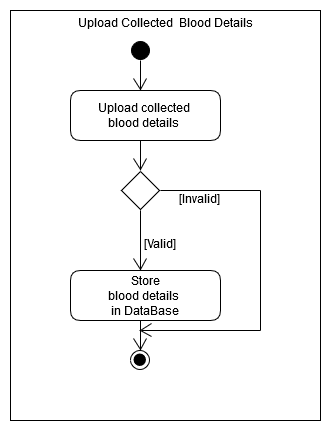 Upload Collected  Blood Details
Upload collected
blood details
[Invalid]
[Valid]
Store
blood details
in DataBase